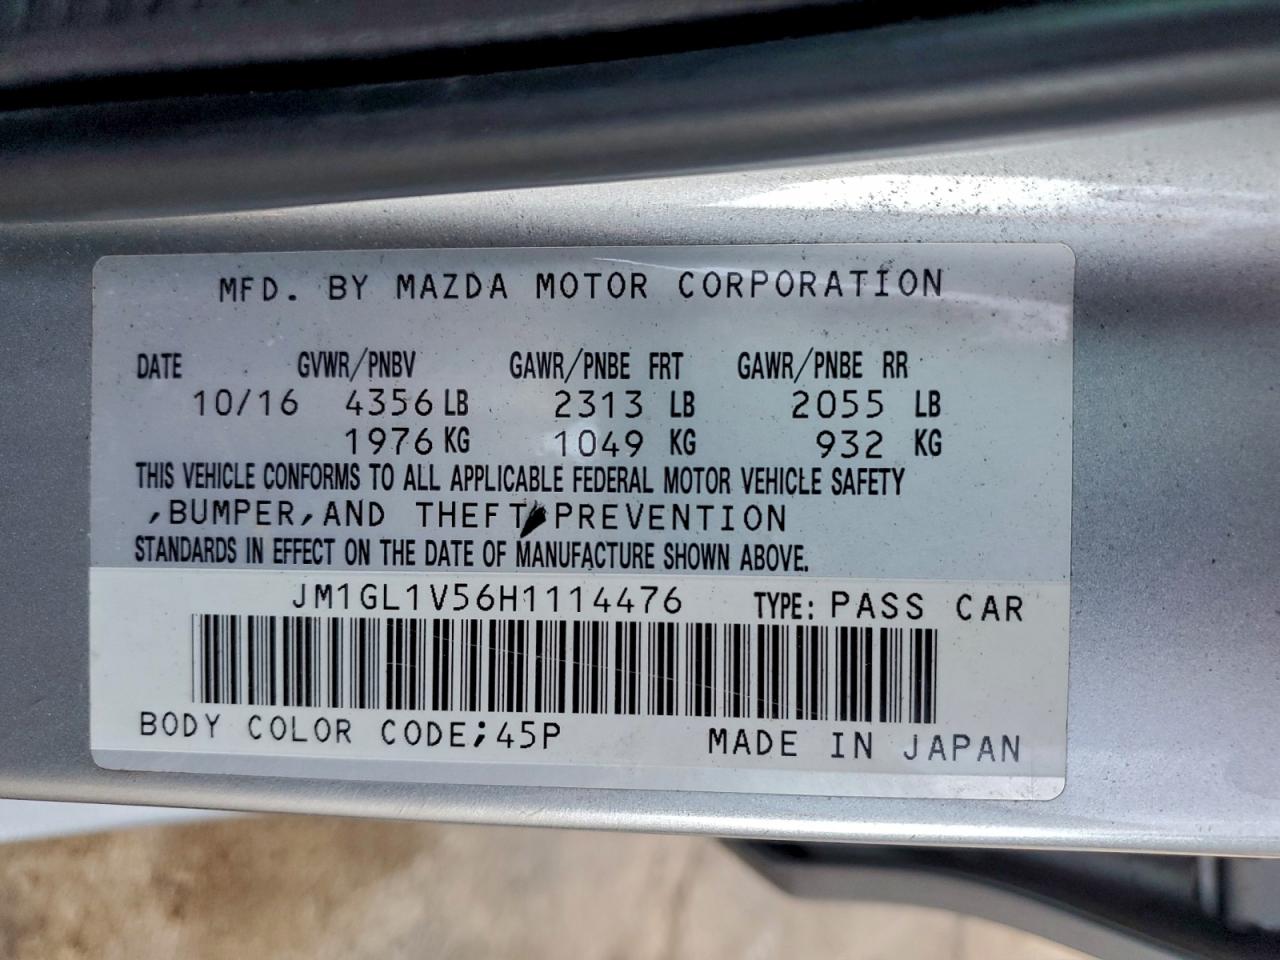 MFD. BY MAZDA MOTOR CORPORATION
DATE GVWR/PNBV GAWR/PNBE FRT GAWR/PNBE RR
10/16 4356 LB 2313 LB 2055 LB
1976 KG 1049 KG 932 KG
THIS VEHICLE CONFORMS TO ALL APPLICABLE FEDERAL MOTOR VEHICLE SAFETY
,BUMPER,AND THEFT PREVENTION
STANDARDS IN EFFECT ON THE DATE OF MANUFACTURE SHOWN ABOVE.
JM1GL1V56H1114476 TYPE: PASS CAR
BODY COLOR CODE;45P MADE IN JAPAN